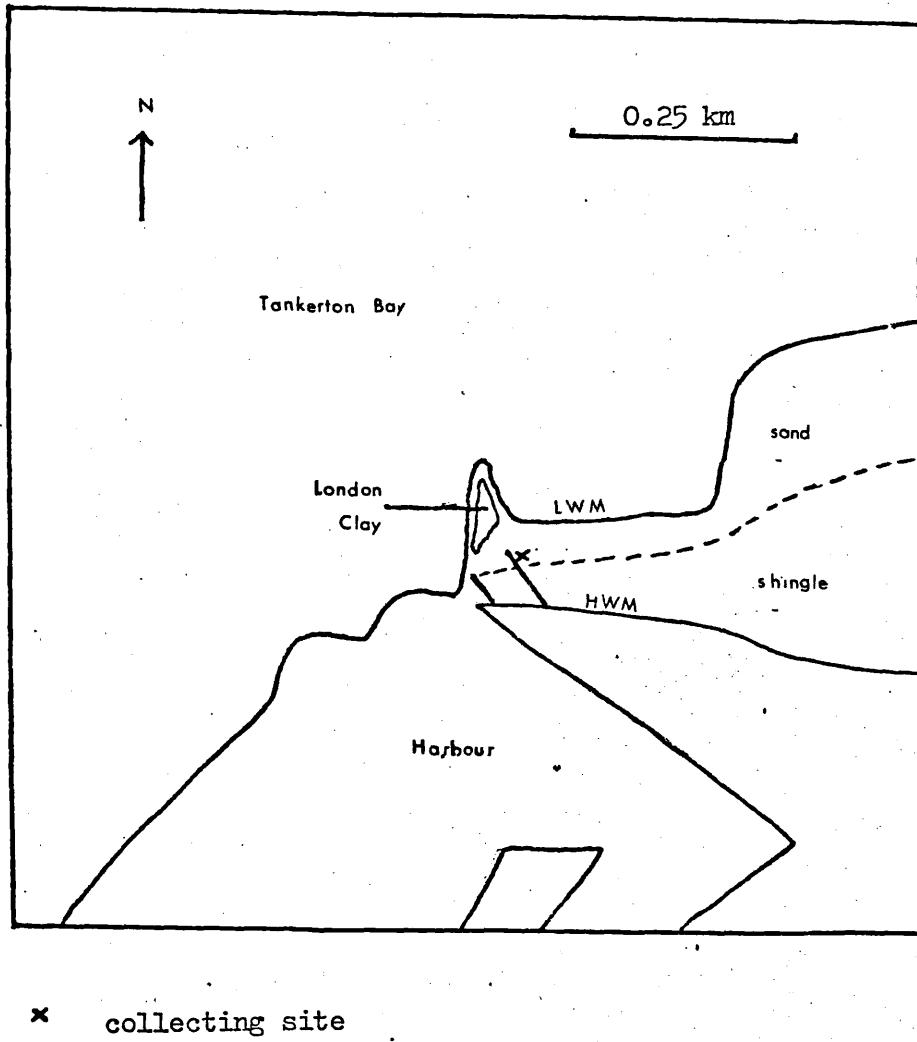 N
0.25 km
Tankerton Bay
sand
London
Clay
LWM
shingle
HWM
Harbour
x collecting site